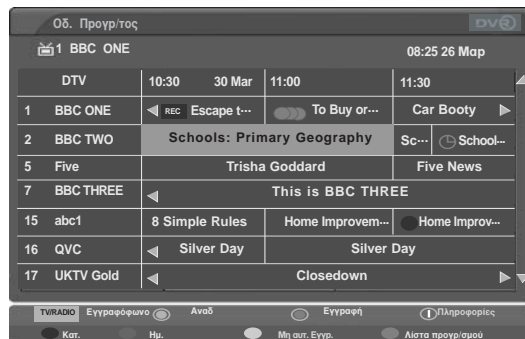 Οδ. Προγρ/τος DVR
1 BBC ONE 08:25 26 Μαρ
DTV 10:30 30 Mar 11:00 11:30
1 BBC ONE REC Escape t··· To Buy or··· Car Booty
2 BBC TWO Schools: Primary Geography Sc··· School···
5 Five Trisha Goddard Five News
7 BBC THREE This is BBC THREE
15 abc1 8 Simple Rules Home Improvem··· Home Improv···
16 QVC Silver Day Silver Day
17 UKTV Gold Closedown
TV/RADIO Εγγραφόφωνο Αναδ Εγγραφή Πληροφορίες
Κατ. Ημ. Μη αυτ. Εγγρ. Λίστα προγρ/σμού